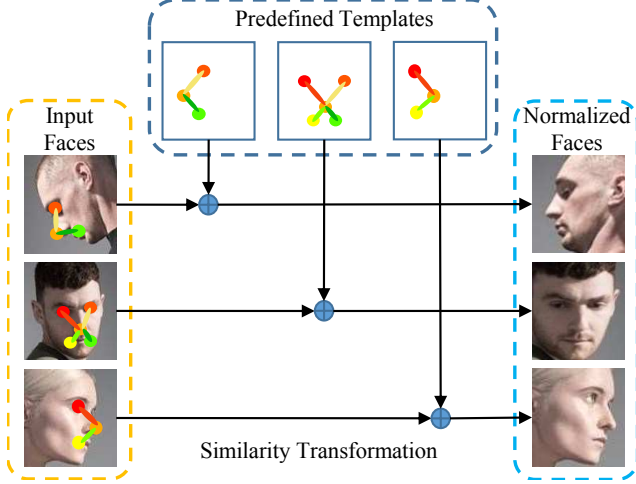 Predefined Templates
Input
Faces
Normalized
Faces
Similarity Transformation